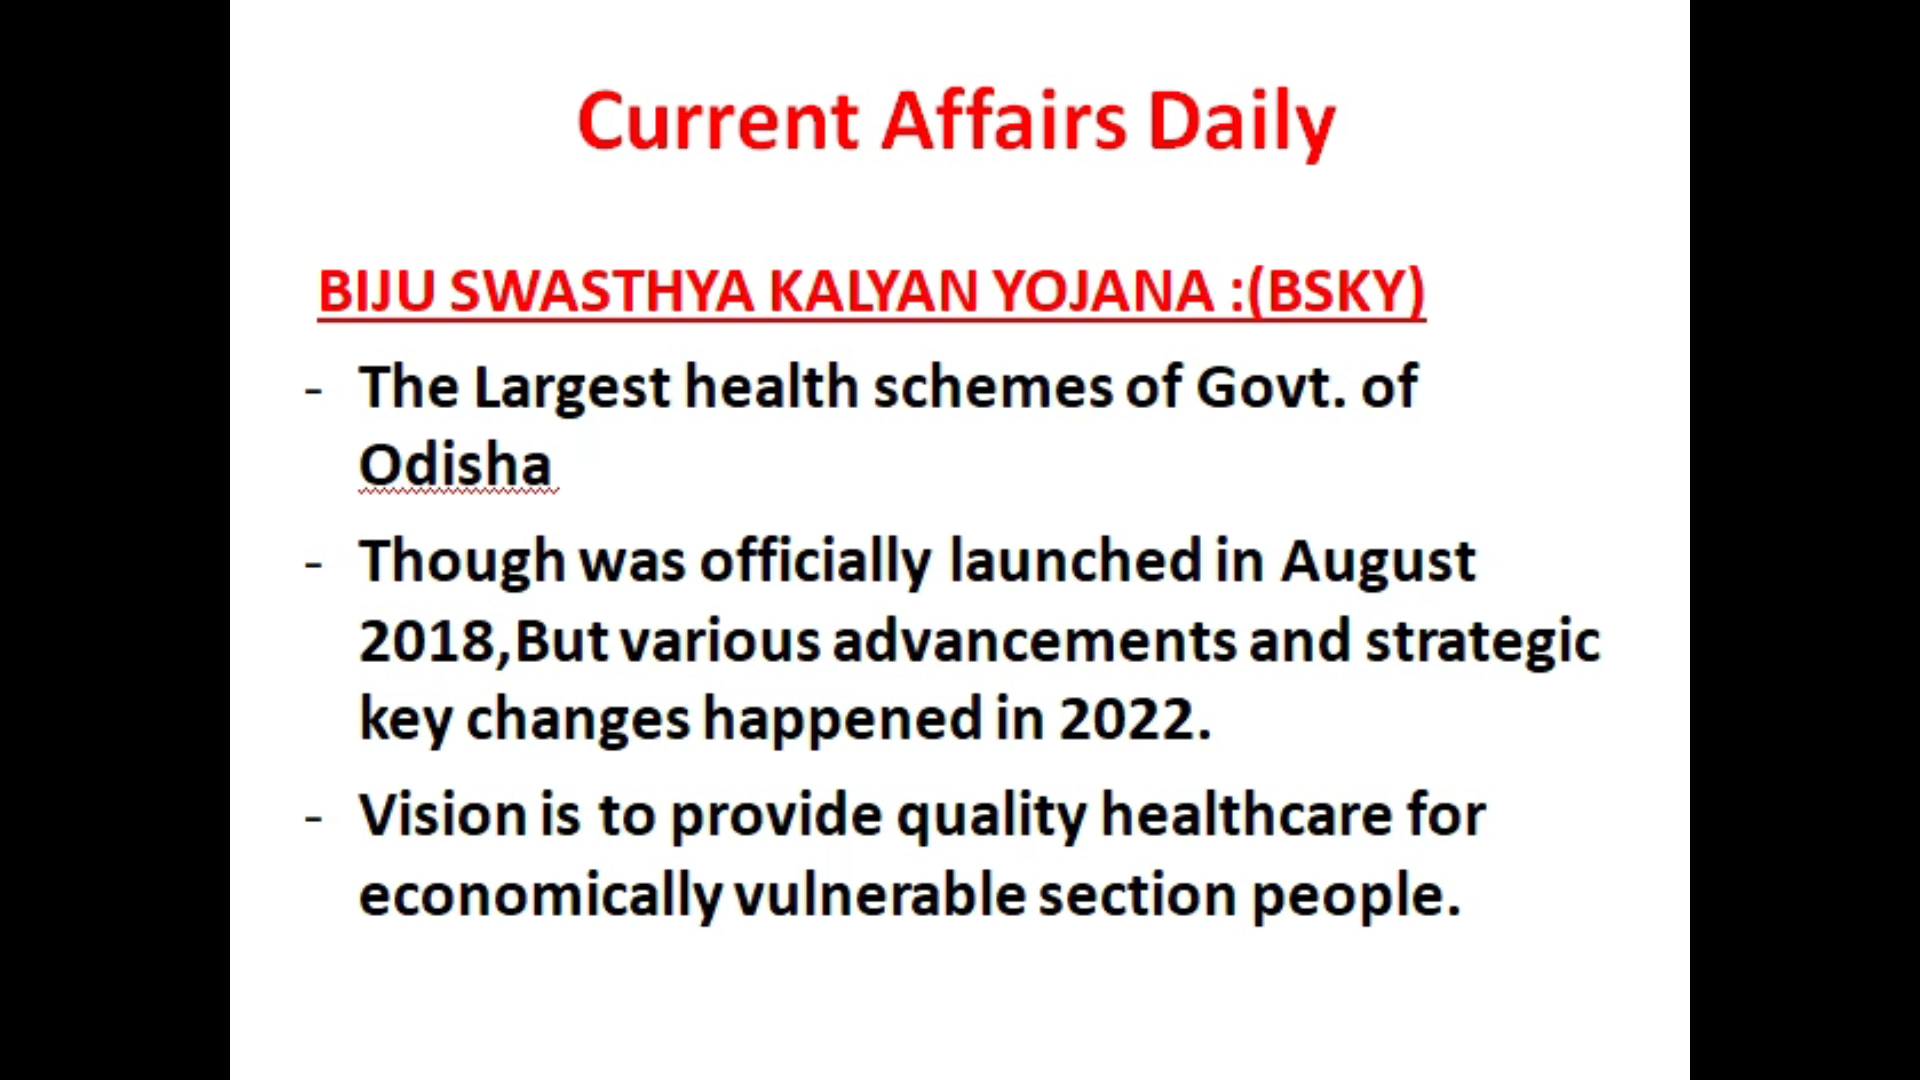 Current Affairs Daily
BIJU SWASTHYA KALYAN YOJANA :(BSKY)
- The Largest health schemes of Govt. of
Odisha
- Though was officially launched in August
2018,But various advancements and strategic
key changes happened in 2022.
- Vision is to provide quality healthcare for
economically vulnerable section people.